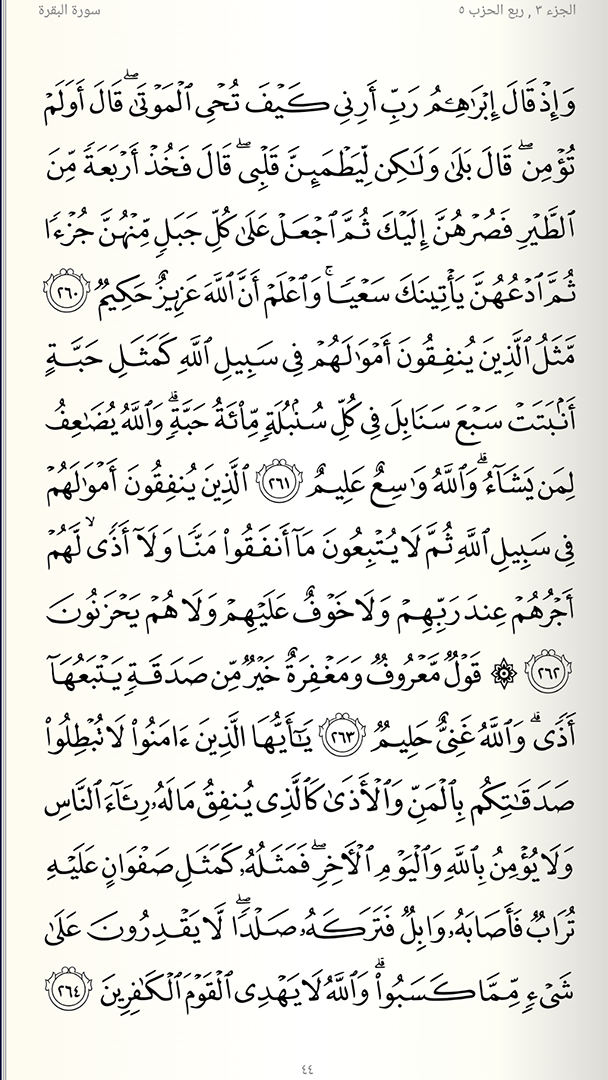 الجزء ٣ , ربع الحزب ٥
سورة البقرة
وَإِذۡ قَالَ إِبۡرَٰهِـۧمُ رَبِّ أَرِنِي كَيۡفَ تُحۡيِ ٱلۡمَوۡتَىٰۖ قَالَ أَوَلَمۡ
تُؤۡمِنۖ قَالَ بَلَىٰ وَلَٰكِن لِّيَطۡمَئِنَّ قَلۡبِيۖ قَالَ فَخُذۡ أَرۡبَعَةٗ مِّنَ
ٱلطَّيۡرِ فَصُرۡهُنَّ إِلَيۡكَ ثُمَّ ٱجۡعَلۡ عَلَىٰ كُلِّ جَبَلٖ مِّنۡهُنَّ جُزۡءٗا
ثُمَّ ٱدۡعُهُنَّ يَأۡتِينَكَ سَعۡيٗاۚ وَٱعۡلَمۡ أَنَّ ٱللَّهَ عَزِيزٌ حَكِيمٞ ٢٦٠
مَّثَلُ ٱلَّذِينَ يُنفِقُونَ أَمۡوَٰلَهُمۡ فِي سَبِيلِ ٱللَّهِ كَمَثَلِ حَبَّةٍ
أَنۢبَتَتۡ سَبۡعَ سَنَابِلَ فِي كُلِّ سُنۢبُلَةٖ مِّاْئَةُ حَبَّةٖۗ وَٱللَّهُ يُضَٰعِفُ
لِمَن يَشَآءُۗ وَٱللَّهُ وَٰسِعٌ عَلِيمٌ ٢٦١ ٱلَّذِينَ يُنفِقُونَ أَمۡوَٰلَهُمۡ
فِي سَبِيلِ ٱللَّهِ ثُمَّ لَا يُتۡبِعُونَ مَآ أَنفَقُواْ مَنّٗا وَلَآ أَذٗى لَّهُمۡ
أَجۡرُهُمۡ عِندَ رَبِّهِمۡ وَلَا خَوۡفٌ عَلَيۡهِمۡ وَلَا هُمۡ يَحۡزَنُونَ
٢٦٢ ۞ قَوۡلٞ مَّعۡرُوفٞ وَمَغۡفِرَةٌ خَيۡرٞ مِّن صَدَقَةٖ يَتۡبَعُهَآ
أَذٗىۗ وَٱللَّهُ غَنِيٌّ حَلِيمٞ ٢٦٣ يَٰٓأَيُّهَا ٱلَّذِينَ ءَامَنُواْ لَا تُبۡطِلُواْ
صَدَقَٰتِكُم بِٱلۡمَنِّ وَٱلۡأَذَىٰ كَٱلَّذِي يُنفِقُ مَالَهُۥ رِئَآءَ ٱلنَّاسِ
وَلَا يُؤۡمِنُ بِٱللَّهِ وَٱلۡيَوۡمِ ٱلۡأٓخِرِۖ فَمَثَلُهُۥ كَمَثَلِ صَفۡوَانٍ عَلَيۡهِ
تُرَابٞ فَأَصَابَهُۥ وَابِلٞ فَتَرَكَهُۥ صَلۡدٗاۖ لَّا يَقۡدِرُونَ عَلَىٰ
شَيۡءٖ مِّمَّا كَسَبُواْۗ وَٱللَّهُ لَا يَهۡدِي ٱلۡقَوۡمَ ٱلۡكَٰفِرِينَ ٢٦٤
٤٤